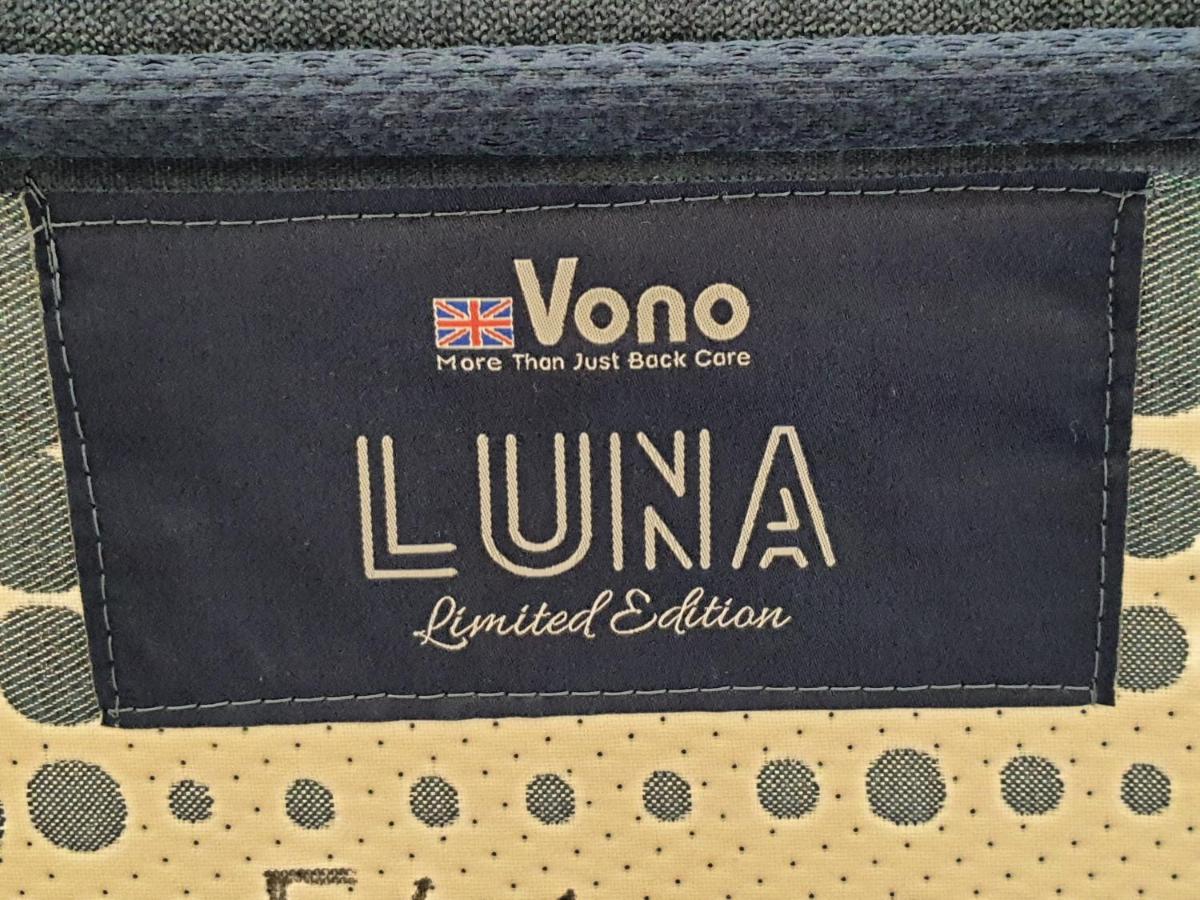 Vono
More Than Just Back Care
LUNA
Limited Edition